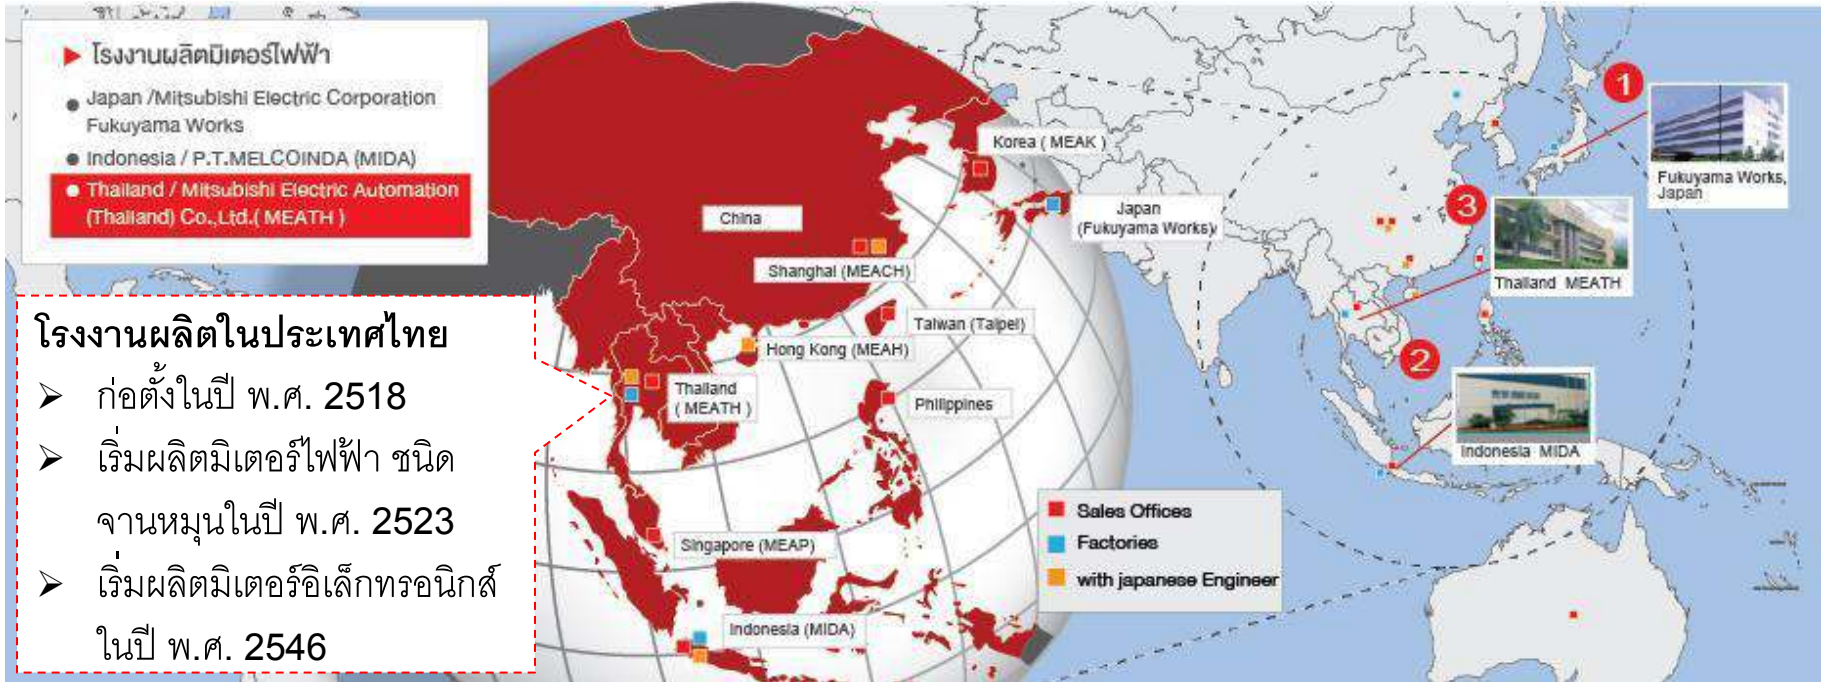 โรงงานผลิตมิเตอร์ไฟฟ้า
Japan /Mitsubishi Electric Corporation
Fukuyama Works
Indonesia / P.T.MELCOINDA (MIDA)
Thailand / Mitsubishi Electric Automation
(Thailand) Co.,Ltd.( MEATH )
โรงงานผลิตในประเทศไทย
➢ ก่อตั้งในปี พ.ศ. 2518
➢ เริ่มผลิตมิเตอร์ไฟฟ้า ชนิด
จานหมุนในปี พ.ศ. 2523
➢ เริ่มผลิตมิเตอร์อิเล็กทรอนิกส์
ในปี พ.ศ. 2546
Korea ( MEAK )
Japan
(Fukuyama Works)
China
Shanghai (MEACH)
Taiwan (Taipei)
Hong Kong (MEAH)
Thailand
( MEATH )
Philippines
Singapore (MEAP)
Indonesia (MIDA)
Sales Offices
Factories
with japanese Engineer
1
Fukuyama Works,
Japan
3
Thailand MEATH
2
Indonesia MIDA